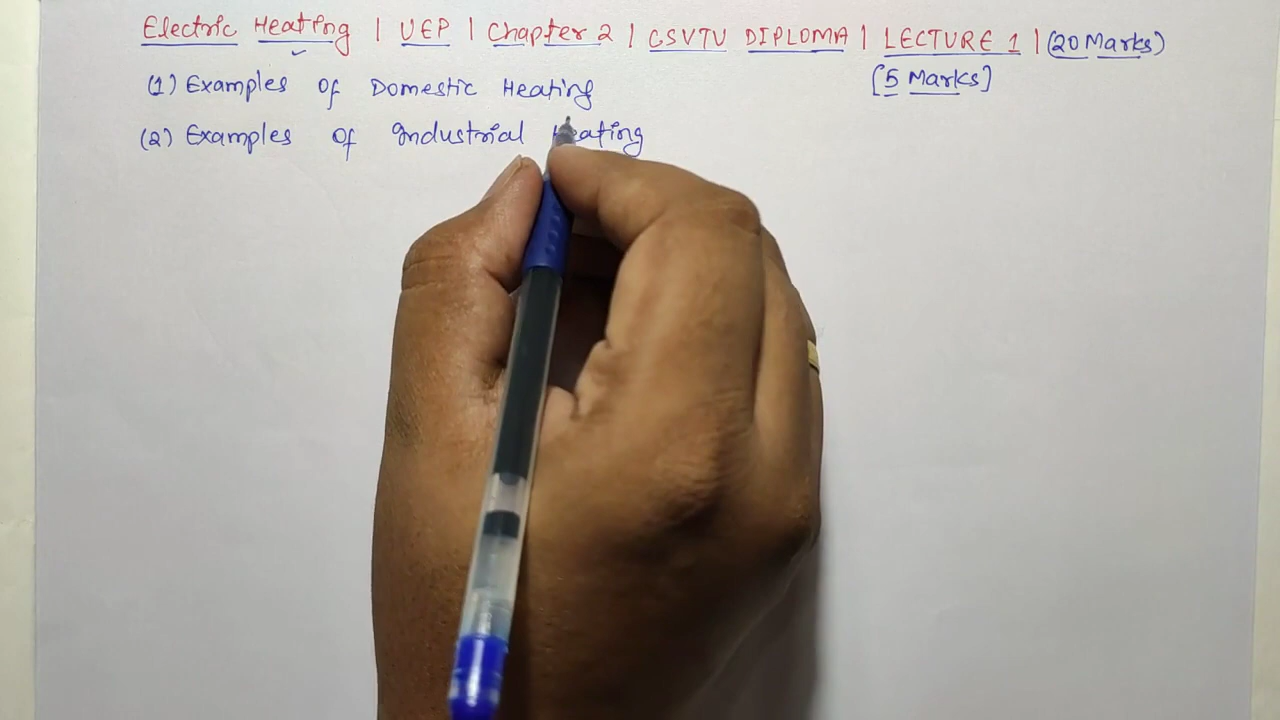 Electric Heating | UEP | Chapter 2 | CSVTU DIPLOMA | LECTURE 1 | (20 Marks)
[5 Marks]
(1) Examples of Domestic Heating
(2) Examples of Industrial Heating